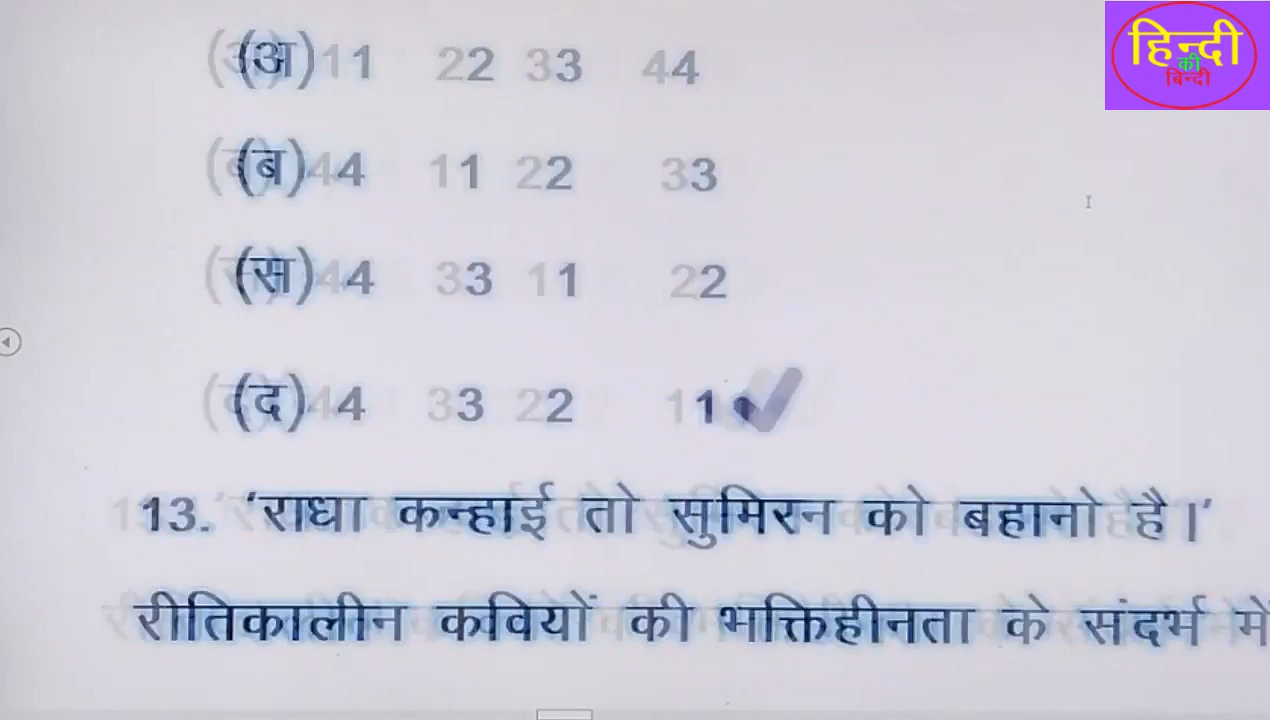 हिन्दी
की
बिन्दी
(अ) 1 2 3 4
(ब) 4 1 2 3
(स) 4 3 1 2
(द) 4 3 2 1
13. ‘राधा कन्हाई तो सुमिरन को बहानो है।’
रीतिकालीन कवियों की भक्तिहीनता के संदर्भ में